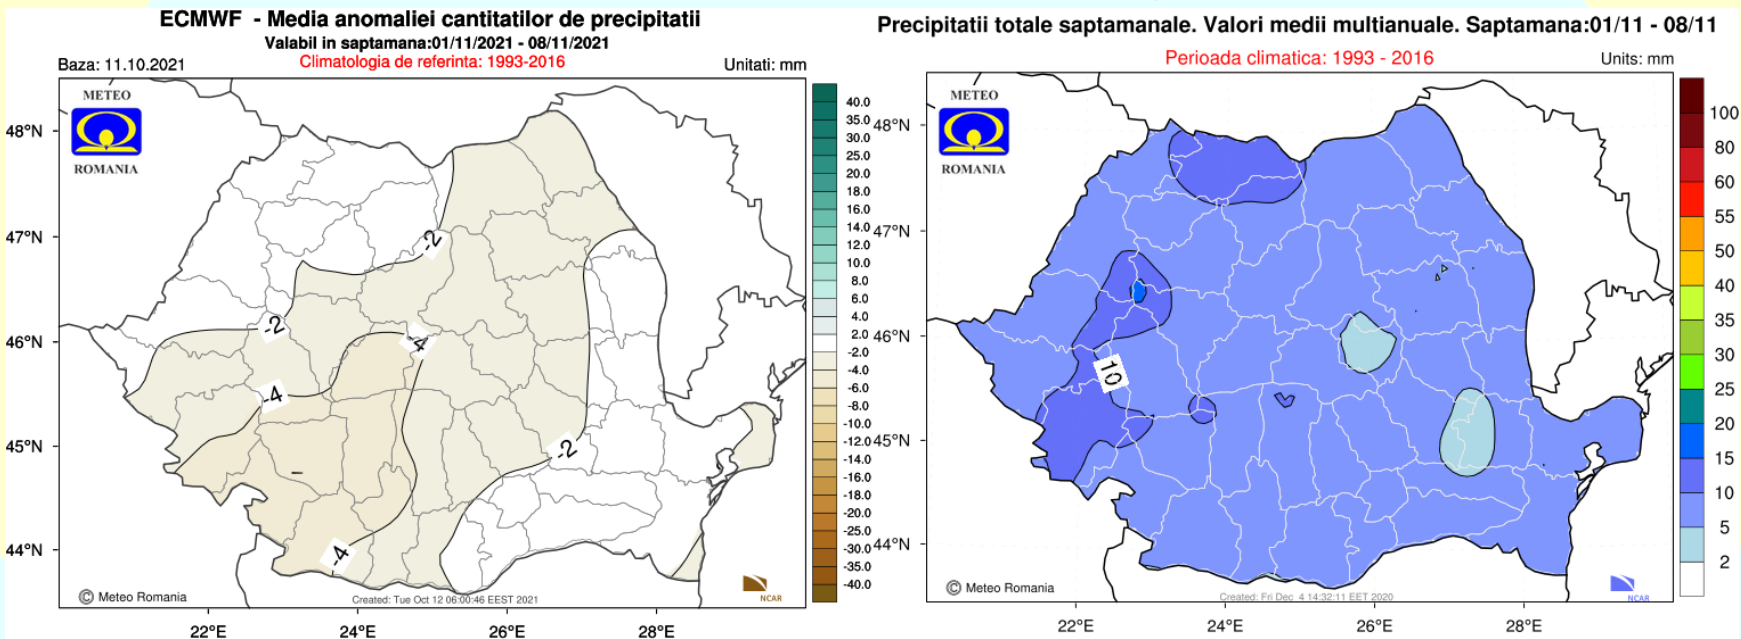 ECMWF - Media anomaliei cantitatilor de precipitatii
Valabil in saptamana:01/11/2021 - 08/11/2021
Baza: 11.10.2021
Climatologia de referinta: 1993-2016
Unitati: mm
METEO
ROMANIA
48°N
47°N
46°N
45°N
44°N
-2
-2
-4
-4
-2
-4
40.0
35.0
30.0
25.0
20.0
18.0
16.0
14.0
12.0
10.0
8.0
6.0
4.0
2.0
-2.0
-4.0
-6.0
-8.0
-10.0
-12.0
-14.0
-16.0
-18.0
-20.0
-25.0
-30.0
-35.0
-40.0
© Meteo Romania
Created: Tue Oct 12 06:00:46 EEST 2021
NCAR
22°E
24°E
26°E
28°E
Precipitatii totale saptamanale. Valori medii multianuale. Saptamana:01/11 - 08/11
Perioada climatica: 1993 - 2016
Units: mm
METEO
ROMANIA
48°N
47°N
46°N
45°N
44°N
10
100
80
60
55
50
40
35
30
25
20
15
10
5
2
© Meteo Romania
Created: Fri Dec 4 14:32:11 EET 2020
NCAR
22°E
24°E
26°E
28°E